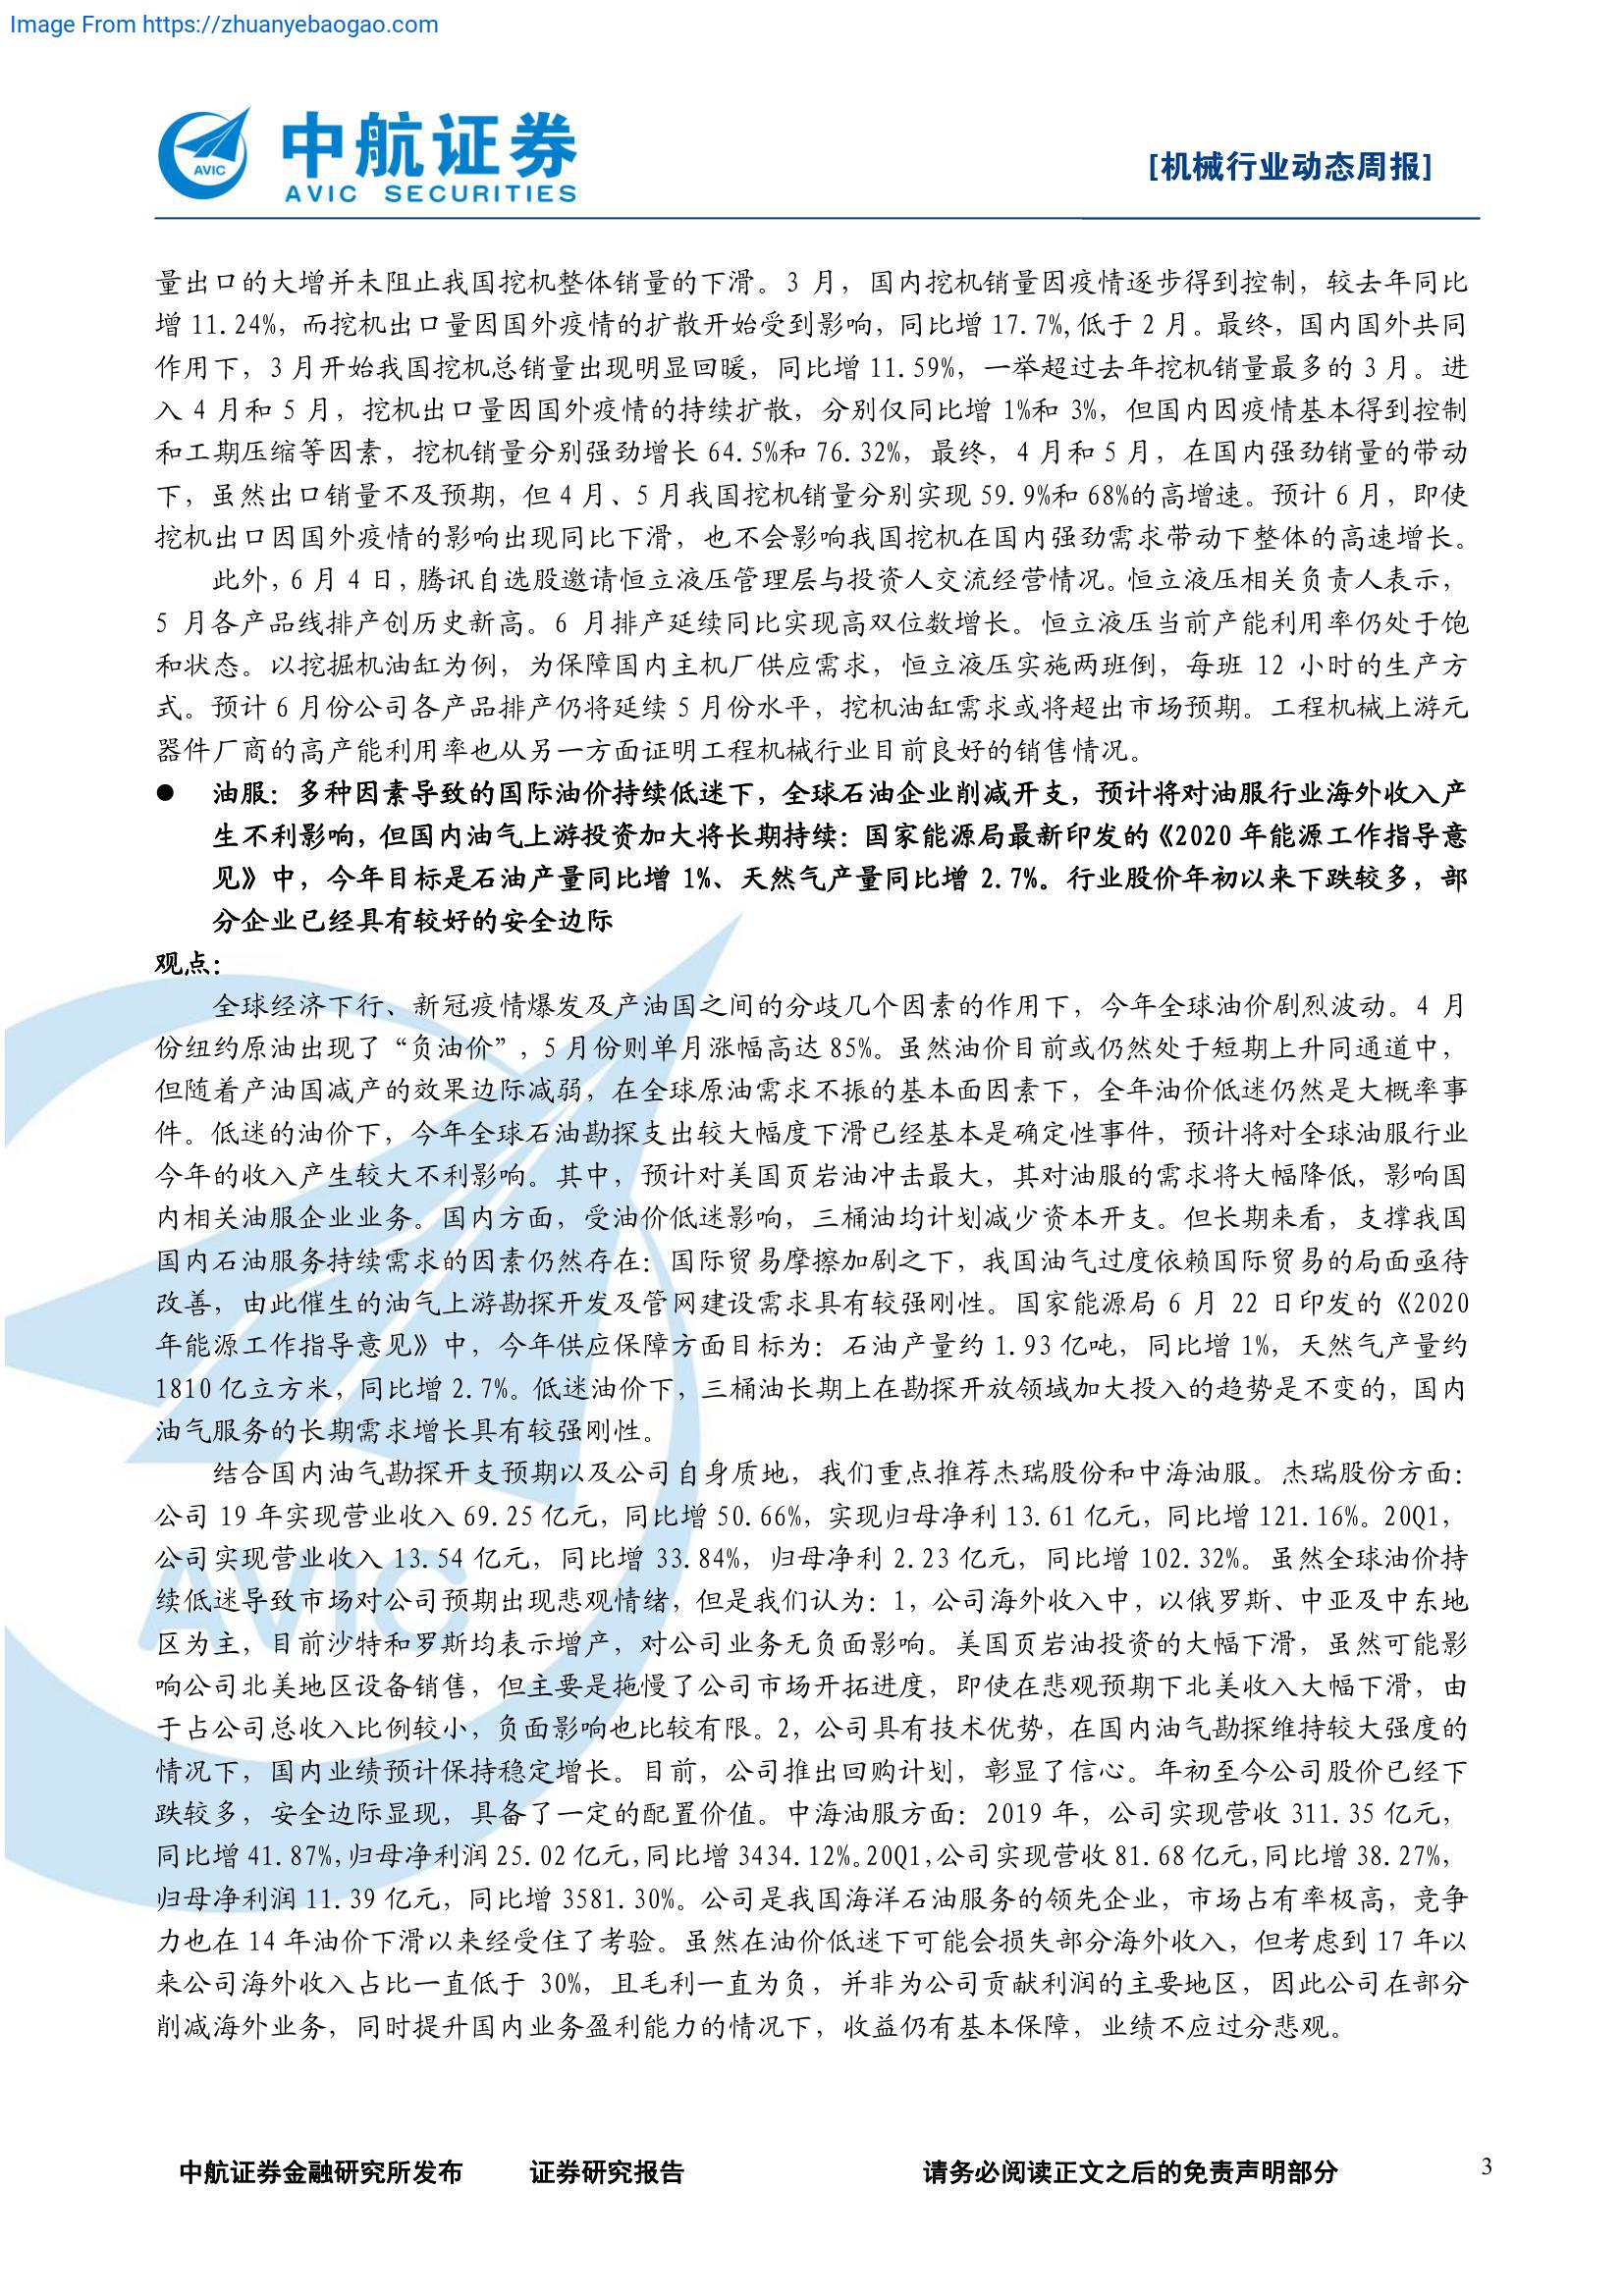 Image From https://zhuanyebaogao.com
中航证券
AVIC SECURITIES
AVIC
[机械行业动态周报]
量出口的大增并未阻止我国挖机整体销量的下滑。3 月，国内挖机销量因疫情逐步得到控制，较去年同比
增 11.24%，而挖机出口量因国外疫情的扩散开始受到影响，同比增 17.7%,低于 2 月。最终，国内国外共同
作用下，3 月开始我国挖机总销量出现明显回暖，同比增 11.59%，一举超过去年挖机销量最多的 3 月。进
入 4 月和 5 月，挖机出口量因国外疫情的持续扩散，分别仅同比增 1%和 3%，但国内因疫情基本得到控制
和工期压缩等因素，挖机销量分别强劲增长 64.5%和 76.32%，最终，4 月和 5 月，在国内强劲销量的带动
下，虽然出口销量不及预期，但 4 月、5 月我国挖机销量分别实现 59.9%和 68%的高增速。预计 6 月，即使
挖机出口因国外疫情的影响出现同比下滑，也不会影响我国挖机在国内强劲需求带动下整体的高速增长。
此外，6 月 4 日，腾讯自选股邀请恒立液压管理层与投资人交流经营情况。恒立液压相关负责人表示，
5 月各产品线排产创历史新高。6 月排产延续同比实现高双位数增长。恒立液压当前产能利用率仍处于饱
和状态。以挖掘机油缸为例，为保障国内主机厂供应需求，恒立液压实施两班倒，每班 12 小时的生产方
式。预计 6 月份公司各产品排产仍将延续 5 月份水平，挖机油缸需求或将超出市场预期。工程机械上游元
器件厂商的高产能利用率也从另一方面证明工程机械行业目前良好的销售情况。
● 油服：多种因素导致的国际油价持续低迷下，全球石油企业削减开支，预计将对油服行业海外收入产
生不利影响，但国内油气上游投资加大将长期持续：国家能源局最新印发的《2020 年能源工作指导意
见》中，今年目标是石油产量同比增 1%、天然气产量同比增 2.7%。行业股价年初以来下跌较多，部
分企业已经具有较好的安全边际
观点：
全球经济下行、新冠疫情爆发及产油国之间的分歧几个因素的作用下，今年全球油价剧烈波动。4 月
份纽约原油出现了“负油价”，5 月份则单月涨幅高达 85%。虽然油价目前或仍然处于短期上升同通道中，
但随着产油国减产的效果边际减弱，在全球原油需求不振的基本面因素下，全年油价低迷仍然是大概率事
件。低迷的油价下，今年全球石油勘探支出较大幅度下滑已经基本是确定性事件，预计将对全球油服行业
今年的收入产生较大不利影响。其中，预计对美国页岩油冲击最大，其对油服的需求将大幅降低，影响国
内相关油服企业业务。国内方面，受油价低迷影响，三桶油均计划减少资本开支。但长期来看，支撑我国
国内石油服务持续需求的因素仍然存在：国际贸易摩擦加剧之下，我国油气过度依赖国际贸易的局面亟待
改善，由此催生的油气上游勘探开发及管网建设需求具有较强刚性。国家能源局 6 月 22 日印发的《2020
年能源工作指导意见》中，今年供应保障方面目标为：石油产量约 1.93 亿吨，同比增 1%，天然气产量约
1810 亿立方米，同比增 2.7%。低迷油价下，三桶油长期上在勘探开放领域加大投入的趋势是不变的，国内
油气服务的长期需求增长具有较强刚性。
结合国内油气勘探开支预期以及公司自身质地，我们重点推荐杰瑞股份和中海油服。杰瑞股份方面：
公司 19 年实现营业收入 69.25 亿元，同比增 50.66%，实现归母净利 13.61 亿元，同比增 121.16%。20Q1，
公司实现营业收入 13.54 亿元，同比增 33.84%，归母净利 2.23 亿元，同比增 102.32%。虽然全球油价持
续低迷导致市场对公司预期出现悲观情绪，但是我们认为：1，公司海外收入中，以俄罗斯、中亚及中东地
区为主，目前沙特和罗斯均表示增产，对公司业务无负面影响。美国页岩油投资的大幅下滑，虽然可能影
响公司北美地区设备销售，但主要是拖慢了公司市场开拓进度，即使在悲观预期下北美收入大幅下滑，由
于占公司总收入比例较小，负面影响也比较有限。2，公司具有技术优势，在国内油气勘探维持较大强度的
情况下，国内业绩预计保持稳定增长。目前，公司推出回购计划，彰显了信心。年初至今公司股价已经下
跌较多，安全边际显现，具备了一定的配置价值。中海油服方面：2019 年，公司实现营收 311.35 亿元，
同比增 41.87%,归母净利润 25.02 亿元，同比增 3434.12%。20Q1,公司实现营收 81.68 亿元，同比增 38.27%，
归母净利润 11.39 亿元，同比增 3581.30%。公司是我国海洋石油服务的领先企业，市场占有率极高，竞争
力也在 14 年油价下滑以来经受住了考验。虽然在油价低迷下可能会损失部分海外收入，但考虑到 17 年以
来公司海外收入占比一直低于 30%，且毛利一直为负，并非为公司贡献利润的主要地区，因此公司在部分
削减海外业务，同时提升国内业务盈利能力的情况下，收益仍有基本保障，业绩不应过分悲观。
AVIC
中航证券金融研究所发布 证券研究报告 请务必阅读正文之后的免责声明部分 3